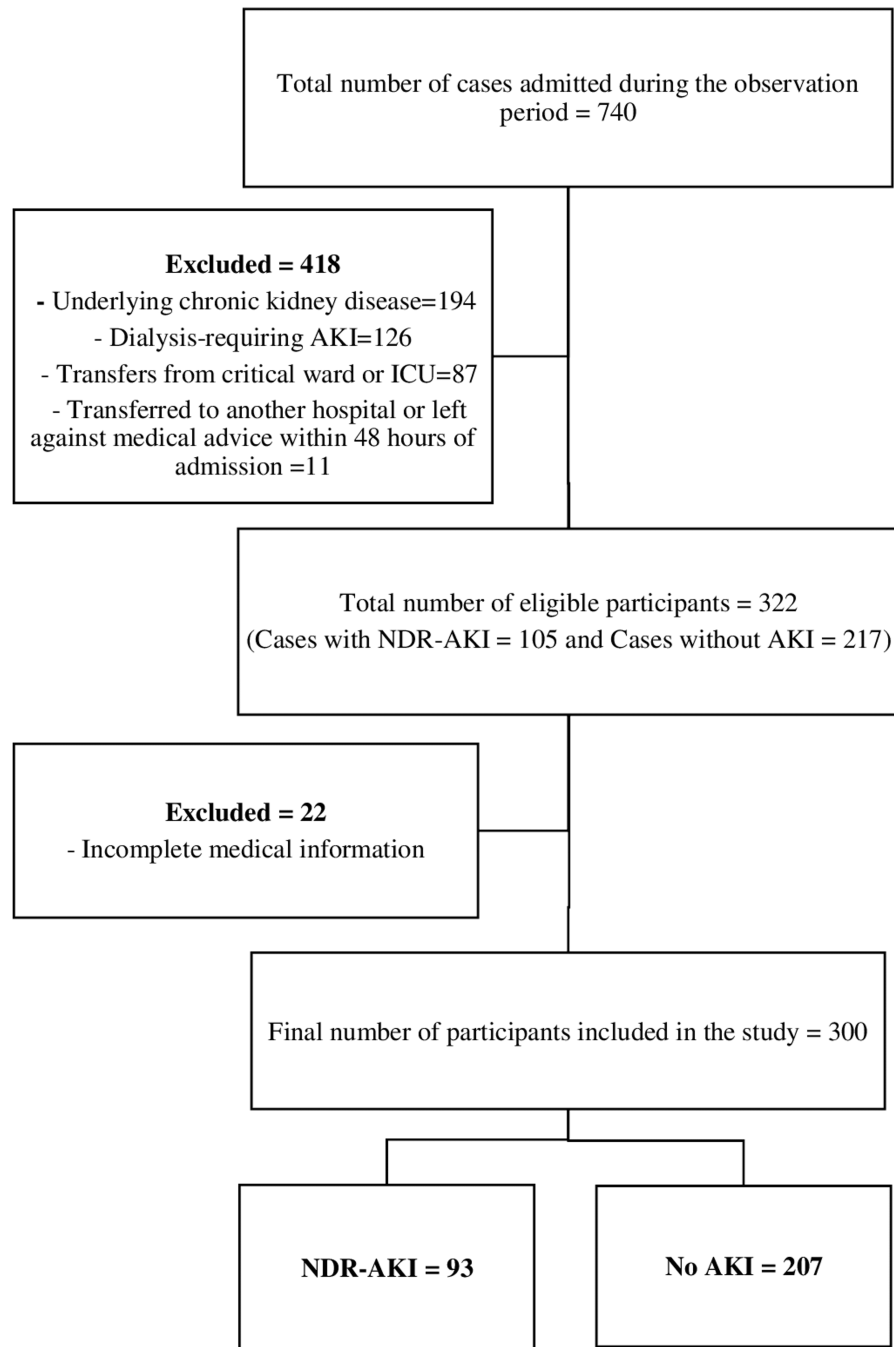 Total number of cases admitted during the observation
period = 740
Excluded = 418
- Underlying chronic kidney disease=194
- Dialysis-requiring AKI=126
- Transfers from critical ward or ICU=87
- Transferred to another hospital or left
against medical advice within 48 hours of
admission =11
Total number of eligible participants = 322
(Cases with NDR-AKI = 105 and Cases without AKI = 217)
Excluded = 22
- Incomplete medical information
Final number of participants included in the study = 300
NDR-AKI = 93
No AKI = 207